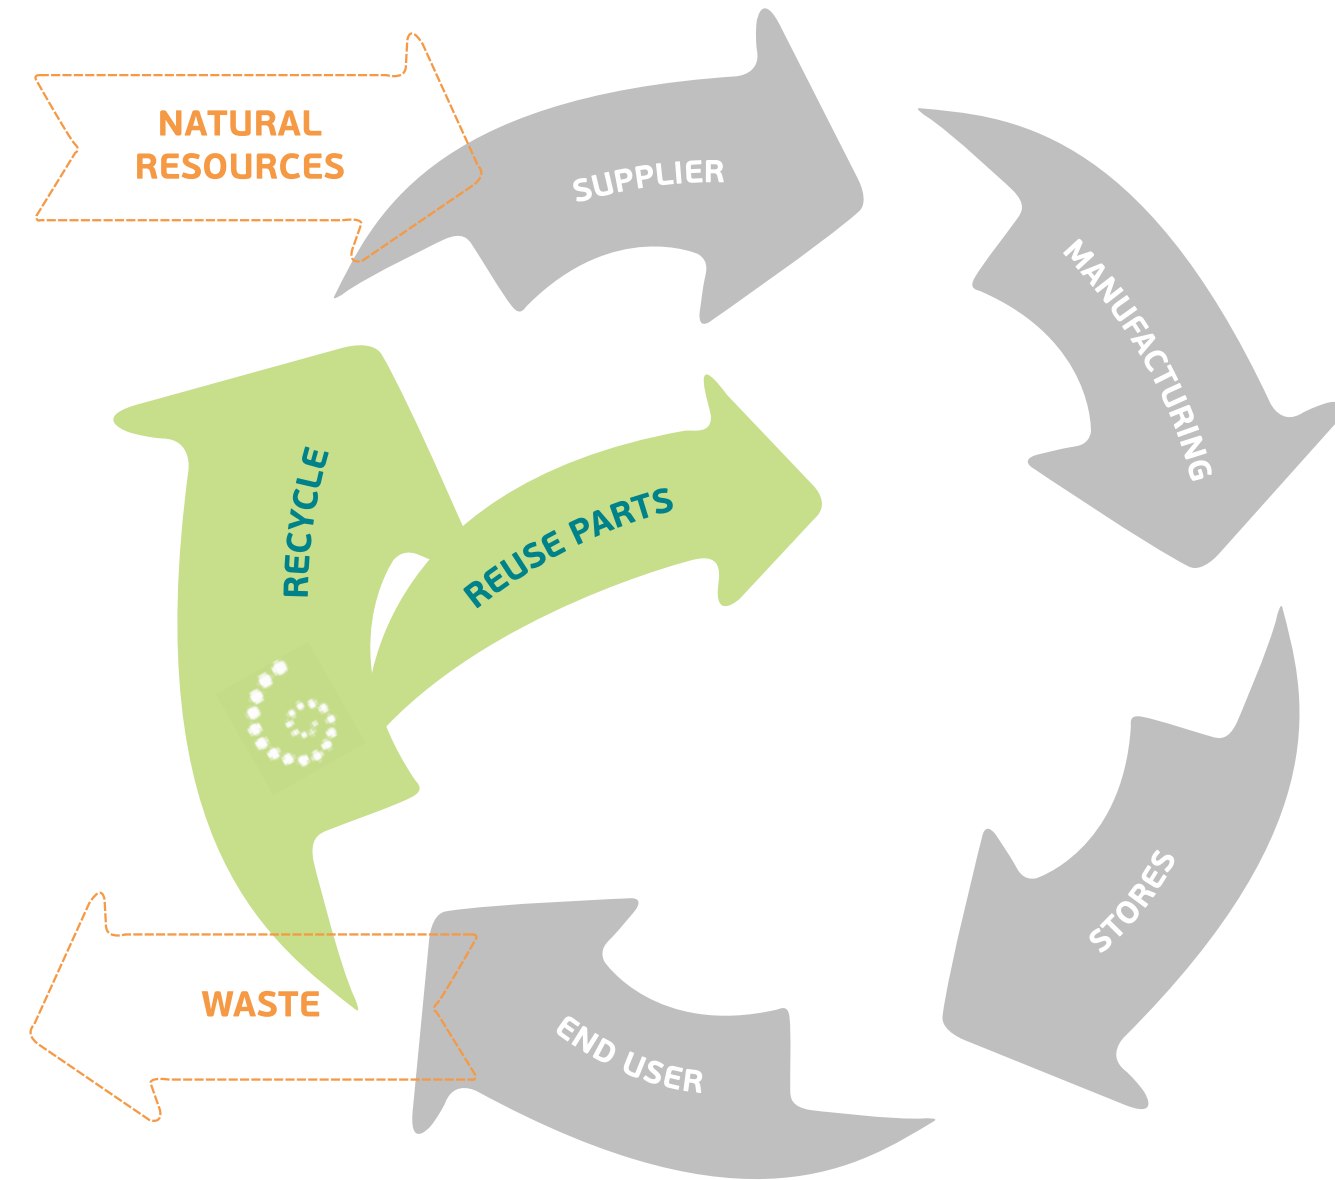 NATURAL
RESOURCES
SUPPLIER
MANUFACTURING
RECYCLE
REUSE PARTS
STORES
WASTE
END USER